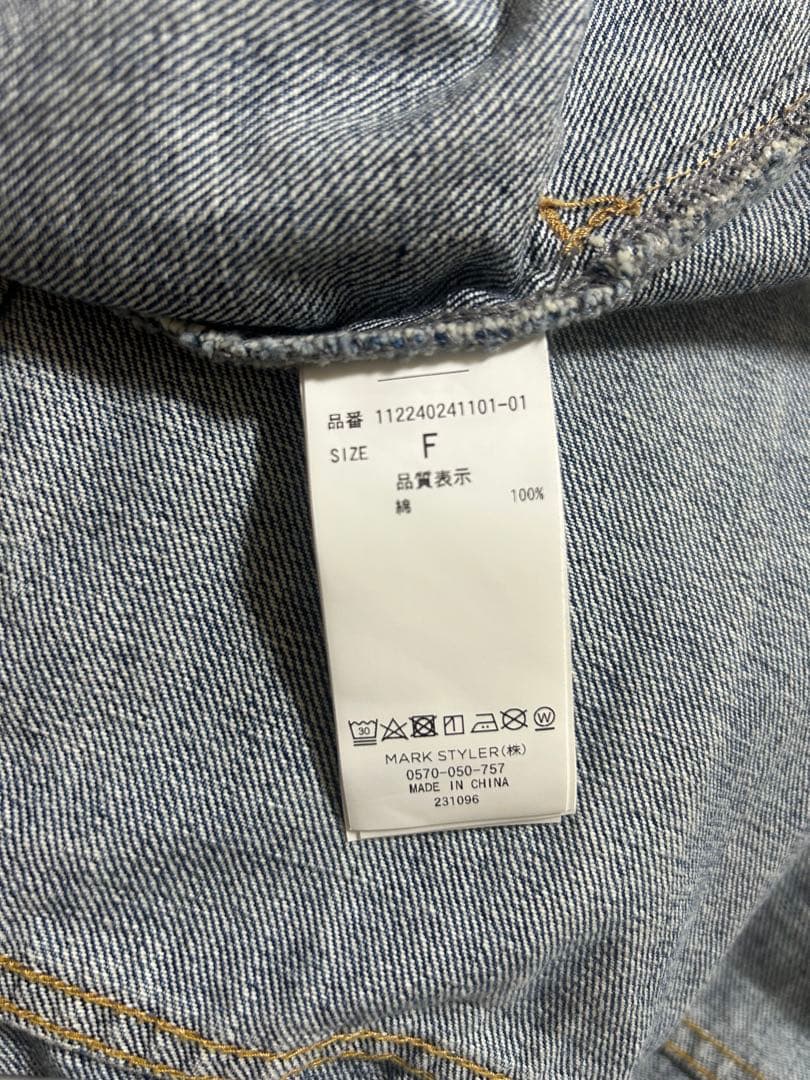 品番 112240241101-01
SIZE F
品質表示
綿 100%
30 W
MARK STYLER(株)
0570-050-757
MADE IN CHINA
231096